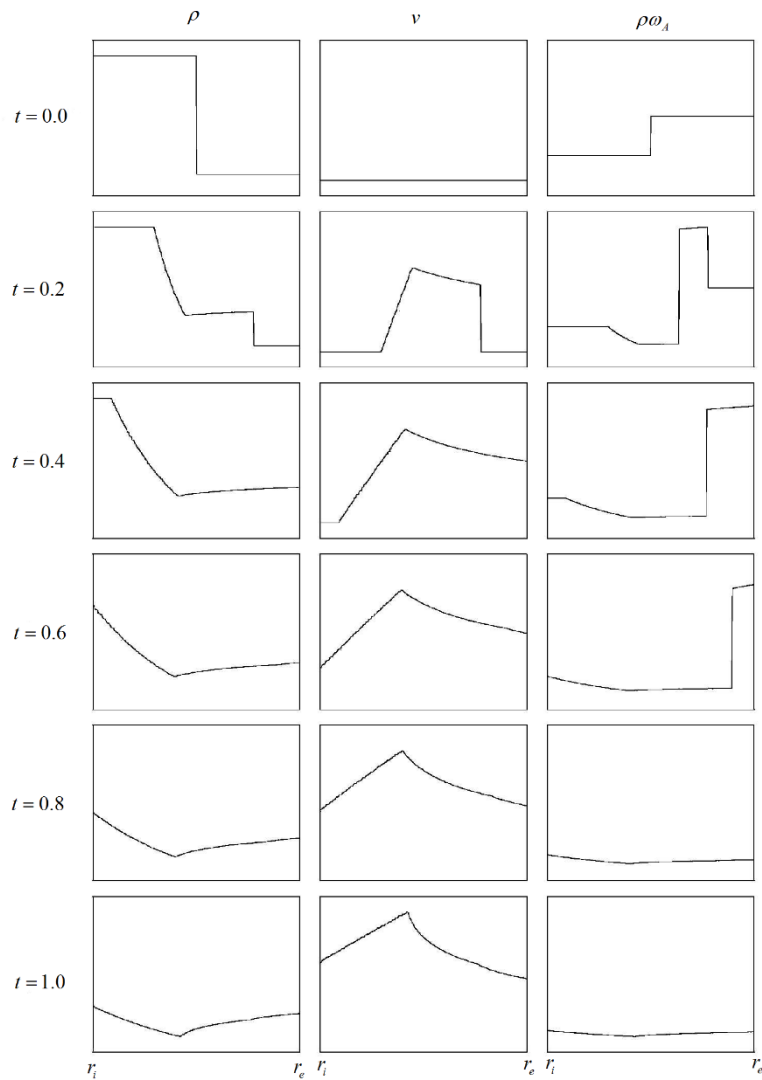 ρ v ρω_A
t = 0.0
t = 0.2
t = 0.4
t = 0.6
t = 0.8
t = 1.0
r_i r_e r_i r_e r_i r_e